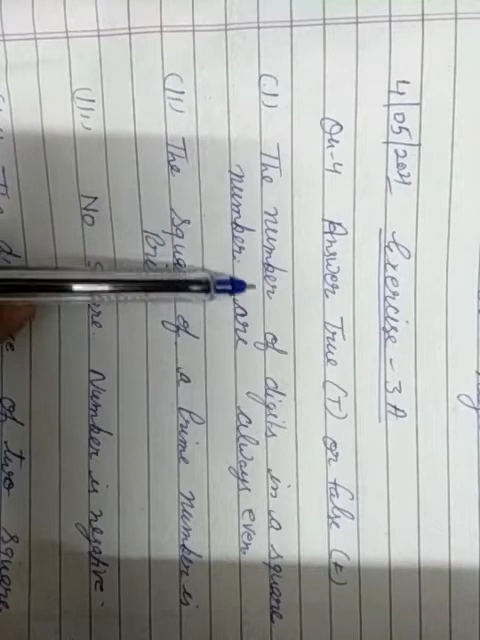 4/05/2021 Exercise - 3A
Qu-4 Answer True (T) or false (F)
(I) The number of digits in a square
number are always even.
(II) The square of a Prime number is
Prime
(III) No square Number is negative.
The of two square